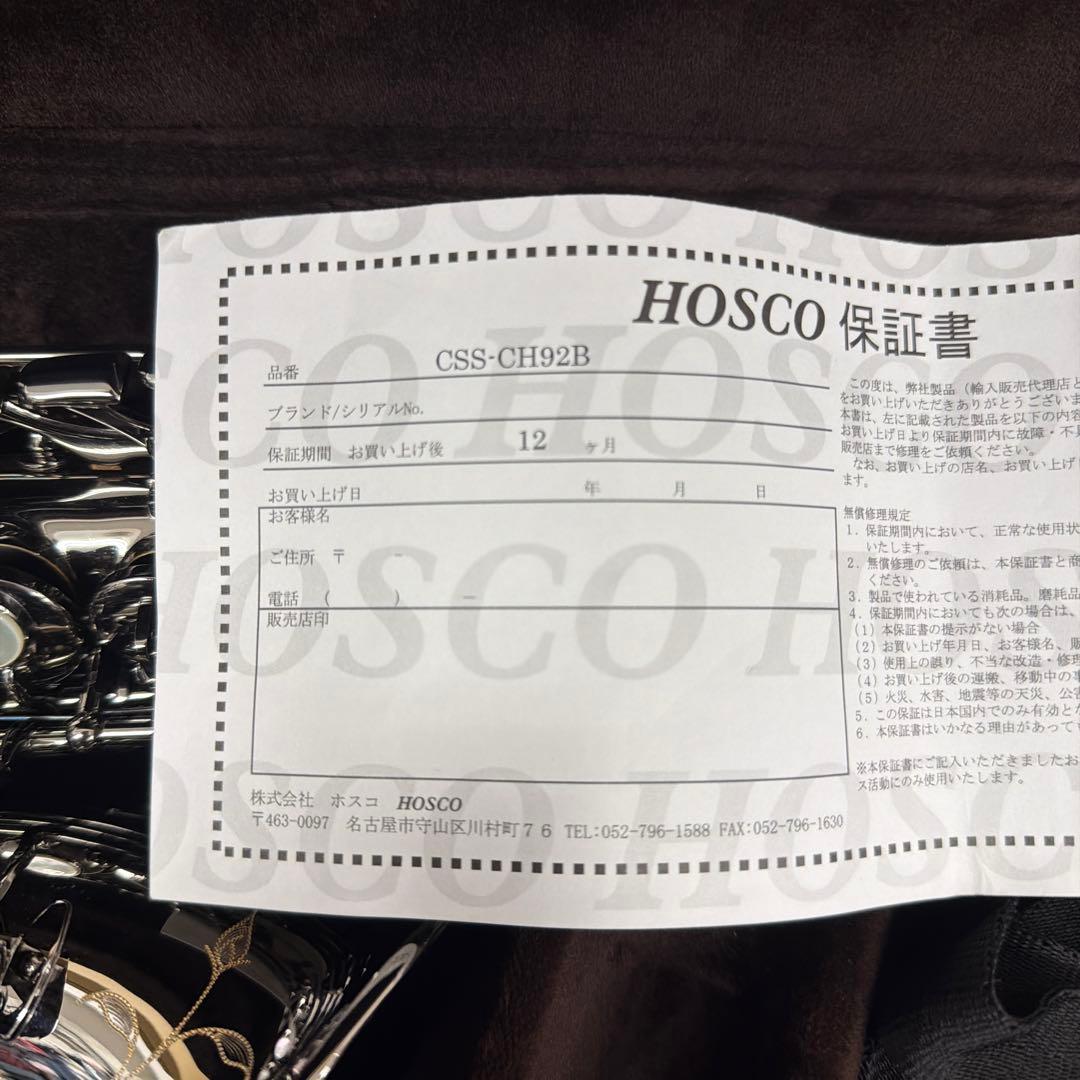 HOSCO 保証書
品番 CSS-CH92B
ブランド/シリアルNo.
保証期間 お買い上げ後 12 ヶ月
お買い上げ日 年 月 日
お客様名
ご住所 〒 -
電話 ( ) -
販売店印
株式会社 ホスコ HOSCO
〒463-0097 名古屋市守山区川村町76 TEL:052-796-1588 FAX:052-796-1630
この度は、弊社製品(輸入販売代理店と
をお買い上げいただきありがとうございま
本書は、左に記載された製品を以下の内容
お買い上げ日より保証期間内に故障・不具
販売店まで修理をご依頼ください。
なお、お買い上げの店名、お買い上げ日
ます。
無償修理規定
1. 保証期間内において、正常な使用状
いたします。
2. 無償修理のご依頼は、本保証書と商
ください。
3. 製品で使われている消耗品。磨耗品
4. 保証期間内においても次の場合は、
(1) 本保証書の提示がない場合
(2) お買い上げ年月日、お客様名、販
(3) 使用上の誤り、不当な改造・修理
(4) お買い上げ後の運搬、移動中の事
(5) 火災、水害、地震等の天災、公害
5. この保証は日本国内でのみ有効とな
6. 本保証書はいかなる理由があって
※本保証書にご記入いただきましたお
ス活動にのみ使用いたします。